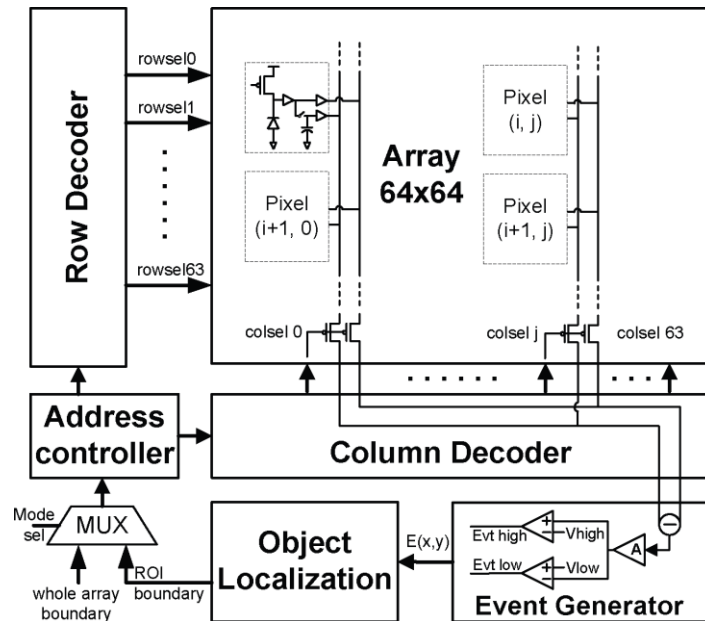 Row Decoder
rowsel0
rowsel1
rowsel63
Array
64x64
Pixel
(i, j)
Pixel
(i+1, 0)
Pixel
(i+1, j)
colsel 0
colsel j
colsel 63
Address
controller
Column Decoder
Mode
sel
MUX
whole array
boundary
ROI
boundary
Object
Localization
E(x,y)
Evt high
+
−
Vhigh
Evt low
+
−
Vlow
A
−
Event Generator